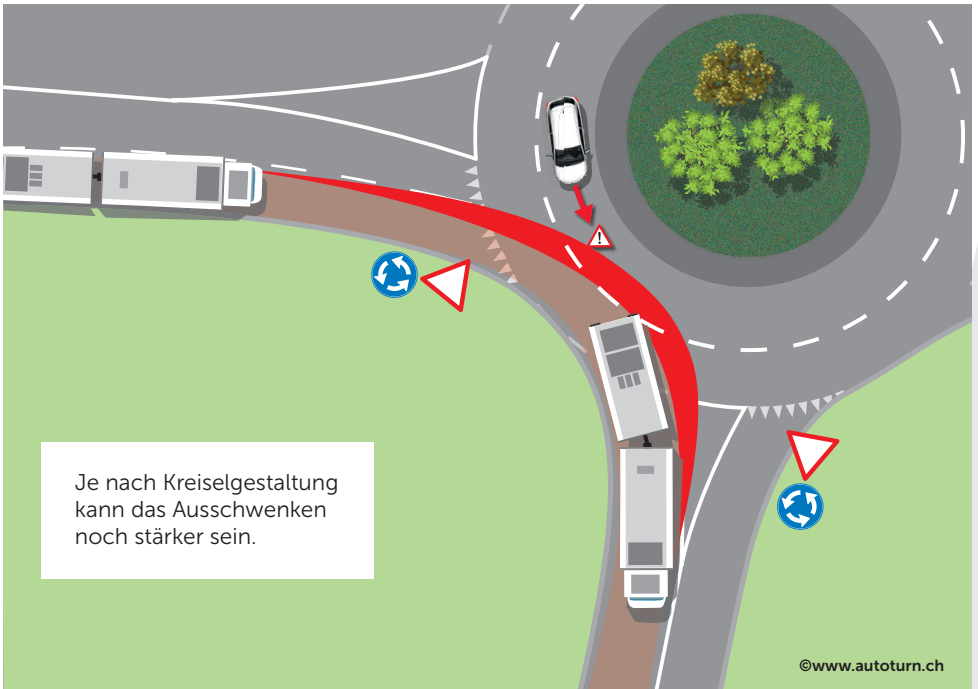 !
Je nach Kreiselgestaltung
kann das Ausschwenken
noch stärker sein.
©www.autoturn.ch